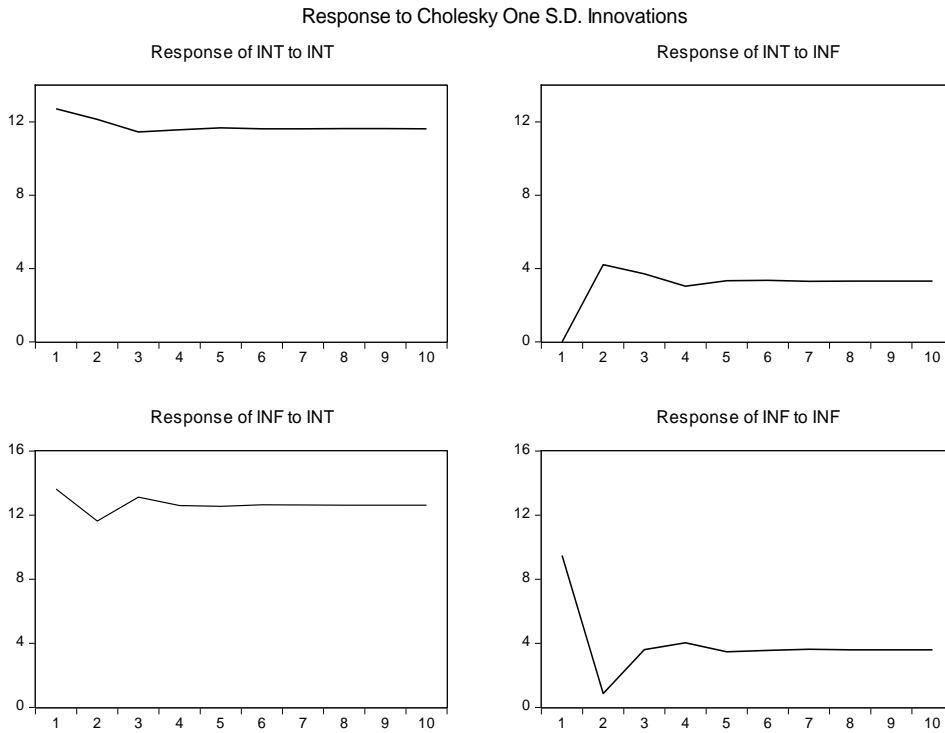 Response to Cholesky One S.D. Innovations
Response of INT to INT
12
8
4
0
1 2 3 4 5 6 7 8 9 10
Response of INT to INF
12
8
4
0
1 2 3 4 5 6 7 8 9 10
Response of INF to INT
16
12
8
4
0
1 2 3 4 5 6 7 8 9 10
Response of INF to INF
16
12
8
4
0
1 2 3 4 5 6 7 8 9 10